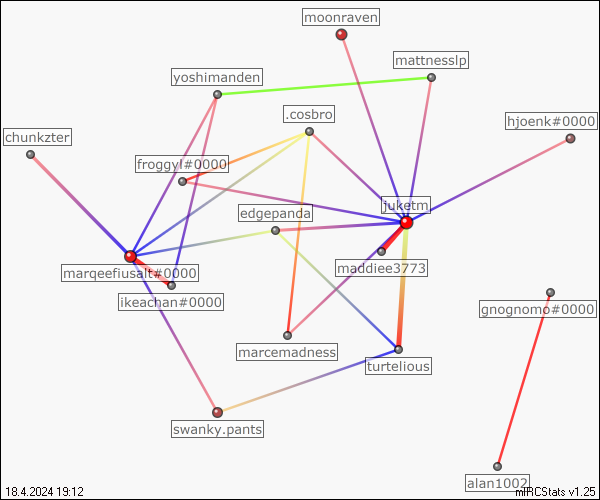 moonraven
mattnesslp
yoshimanden
.cosbro
hjoenk#0000
chunkzter
froggyl#0000
juketm
edgepanda
maddiee3773
marqeefiusalt#0000
ikeachan#0000
gnognomo#0000
marcemadness
turtelious
swanky.pants
alan1002
18.4.2024 19:12
mIRCStats v1.25